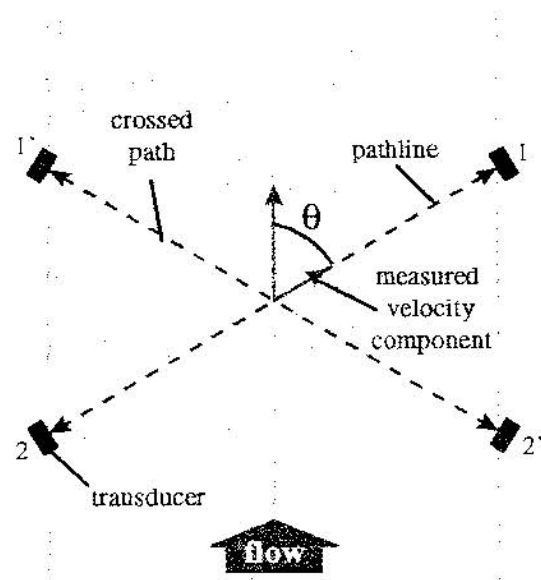 crossed
path
1`
pathline
1
θ
measured
velocity
component
2
2`
transducer
flow